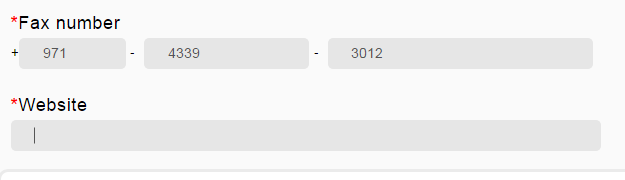 *Fax number
+ 971 - 4339 - 3012
*Website